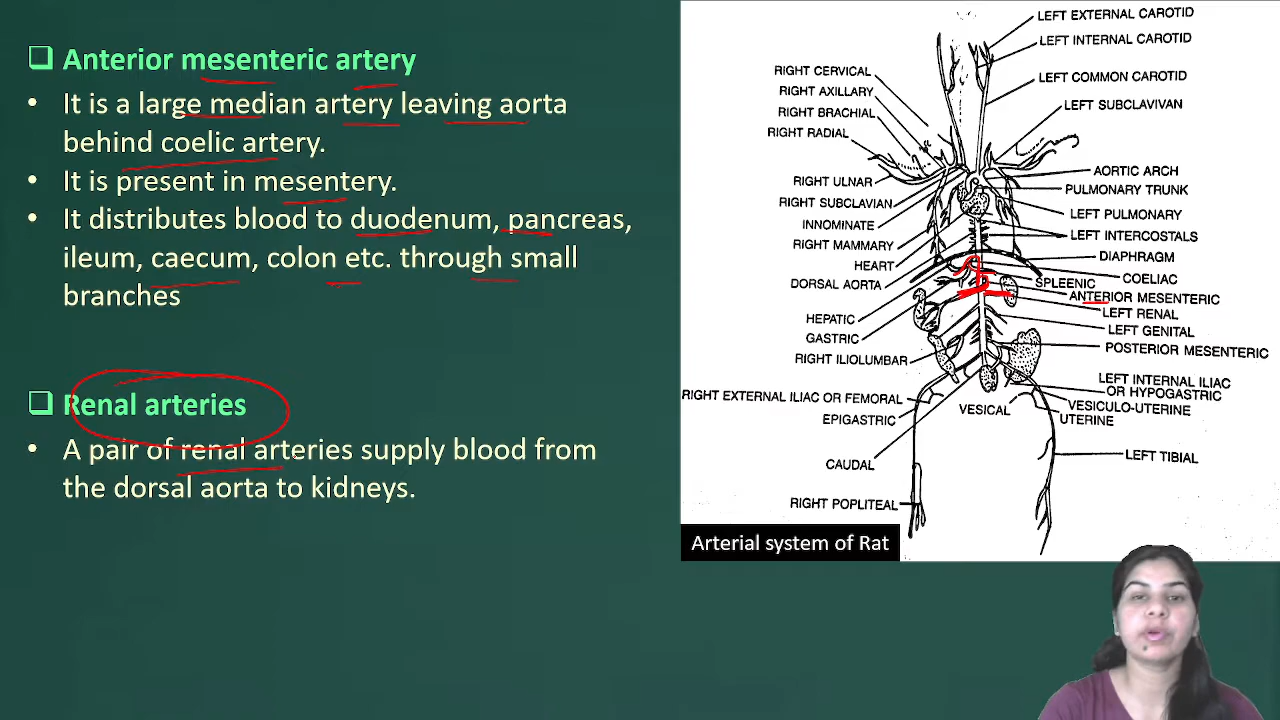 ❑ Anterior mesenteric artery
• It is a large median artery leaving aorta
behind coelic artery.
• It is present in mesentery.
• It distributes blood to duodenum, pancreas,
ileum, caecum, colon etc. through small
branches
❑ Renal arteries
• A pair of renal arteries supply blood from
the dorsal aorta to kidneys.
LEFT EXTERNAL CAROTID
LEFT INTERNAL CAROTID
RIGHT CERVICAL
LEFT COMMON CAROTID
RIGHT AXILLARY
LEFT SUBCLAVIVAN
RIGHT BRACHIAL
RIGHT RADIAL
AORTIC ARCH
RIGHT ULNAR
PULMONARY TRUNK
RIGHT SUBCLAVIAN
LEFT PULMONARY
INNOMINATE
LEFT INTERCOSTALS
RIGHT MAMMARY
DIAPHRAGM
HEART
COELIAC
DORSAL AORTA
SPLEENIC
ANTERIOR MESENTERIC
LEFT RENAL
HEPATIC
LEFT GENITAL
GASTRIC
POSTERIOR MESENTERIC
RIGHT ILIOLUMBAR
LEFT INTERNAL ILIAC
OR HYPOGASTRIC
RIGHT EXTERNAL ILIAC OR FEMORAL
VESICAL
VESICULO-UTERINE
EPIGASTRIC
UTERINE
CAUDAL
LEFT TIBIAL
RIGHT POPLITEAL
Arterial system of Rat